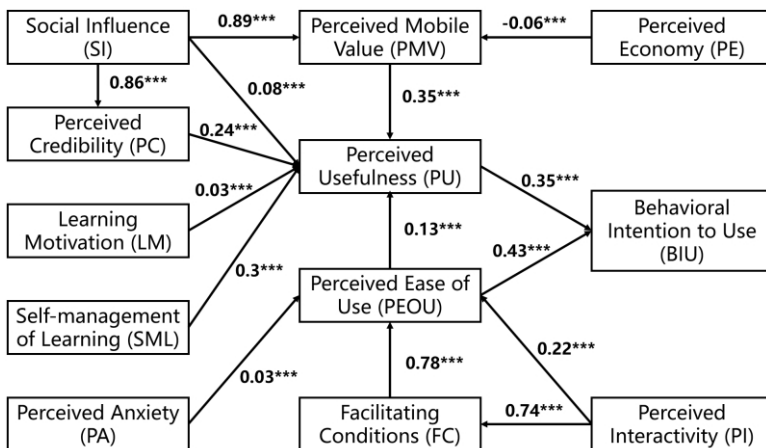 Social Influence (SI)
0.89***
Perceived Mobile Value (PMV)
-0.06***
Perceived Economy (PE)
0.86***
0.08***
0.35***
Perceived Credibility (PC)
0.24***
Perceived Usefulness (PU)
0.35***
0.03***
Learning Motivation (LM)
0.13***
Behavioral Intention to Use (BIU)
0.43***
0.3***
Perceived Ease of Use (PEOU)
Self-management of Learning (SML)
0.78***
0.22***
0.03***
Perceived Anxiety (PA)
Facilitating Conditions (FC)
0.74***
Perceived Interactivity (PI)